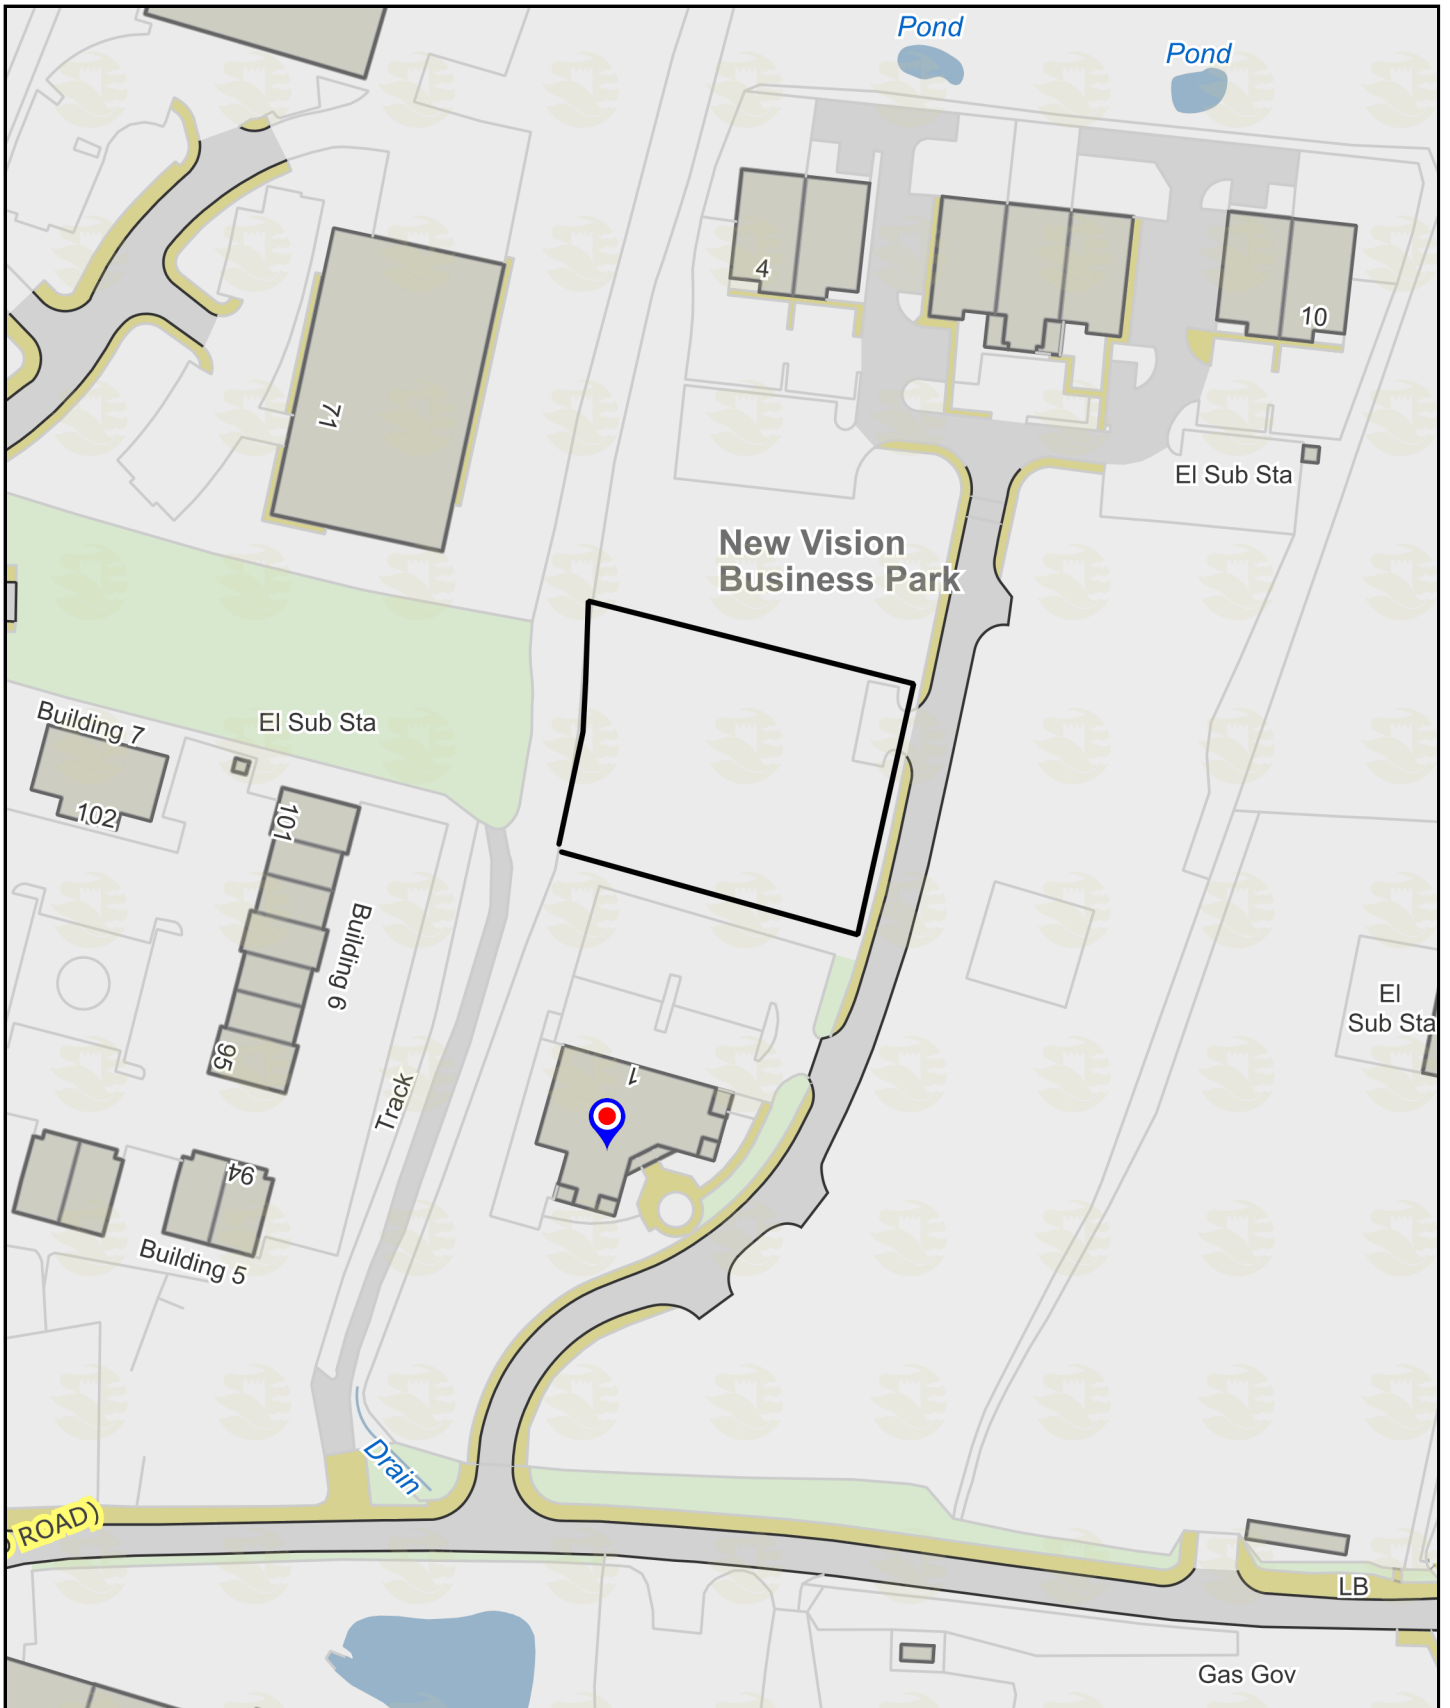 Pond
Pond
4
10
71
El Sub Sta
New Vision
Business Park
Building 7
El Sub Sta
102
101
Building 6
El
Sub Sta
95
1
Track
94
Building 5
Drain
ROAD)
LB
Gas Gov